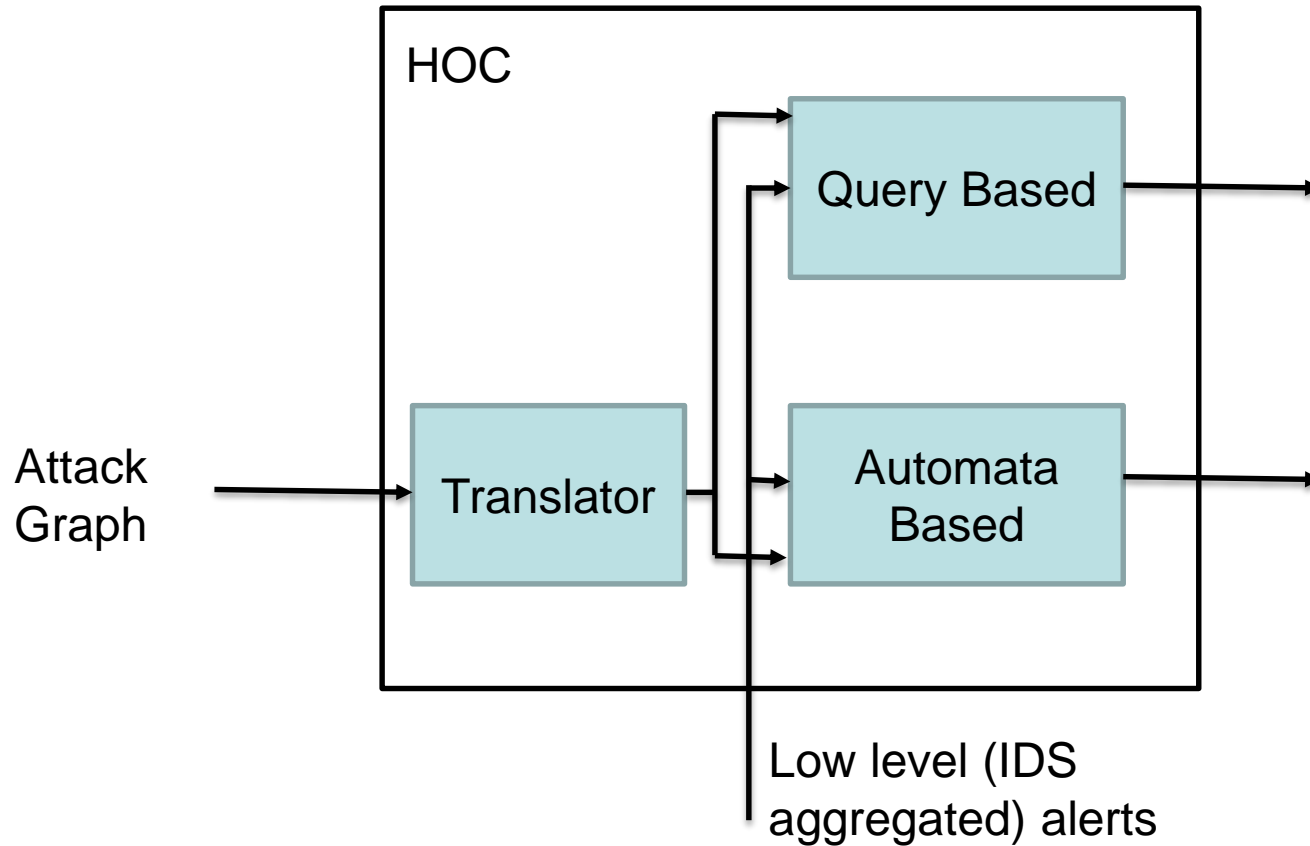 HOC
Query Based
Attack
Graph
Translator
Automata
Based
Low level (IDS
aggregated) alerts